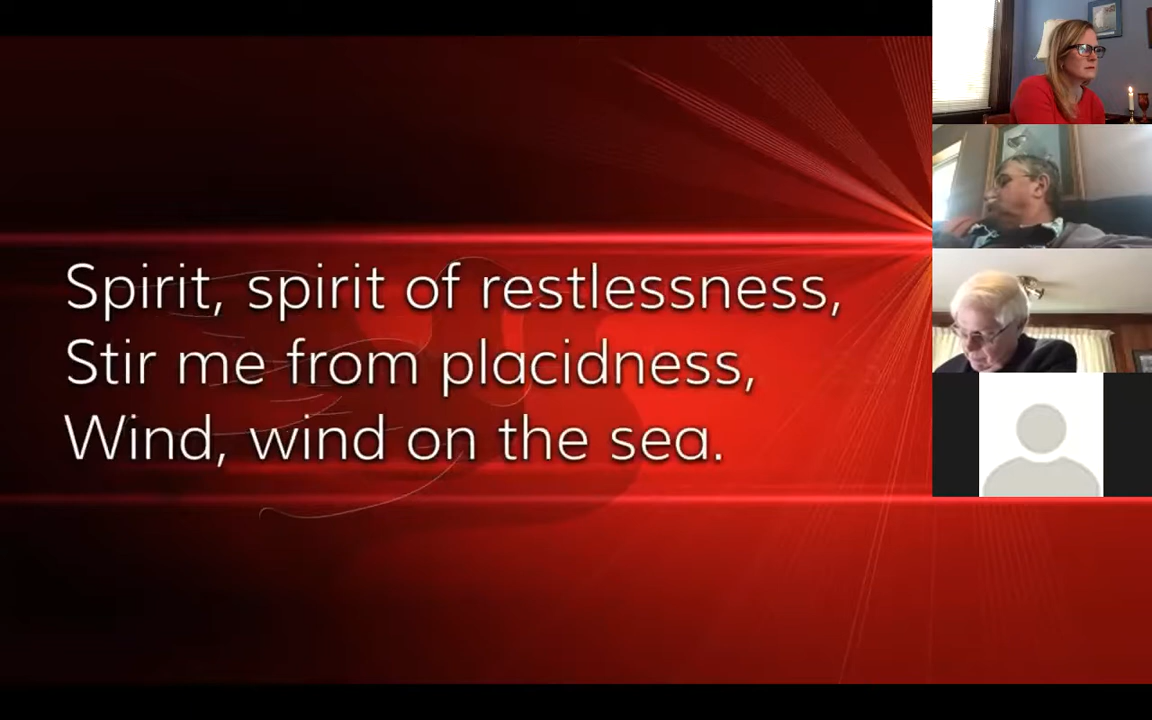 Spirit, spirit of restlessness,
Stir me from placidness,
Wind, wind on the sea.